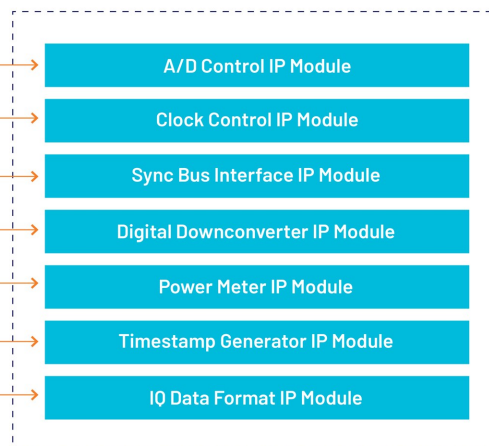 A/D Control IP Module
Clock Control IP Module
Sync Bus Interface IP Module
Digital Downconverter IP Module
Power Meter IP Module
Timestamp Generator IP Module
IQ Data Format IP Module